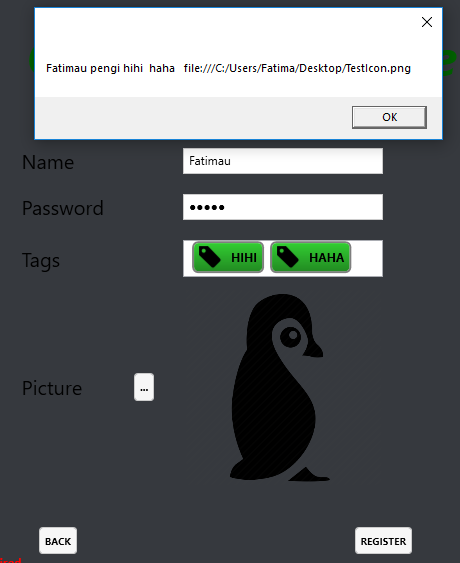 Fatimau pengi hihi  haha   file:///C:/Users/Fatima/Desktop/TestIcon.png
OK
Name
Fatimau
Password
●●●●●
Tags
HIHI
HAHA
Picture
...
BACK
REGISTER